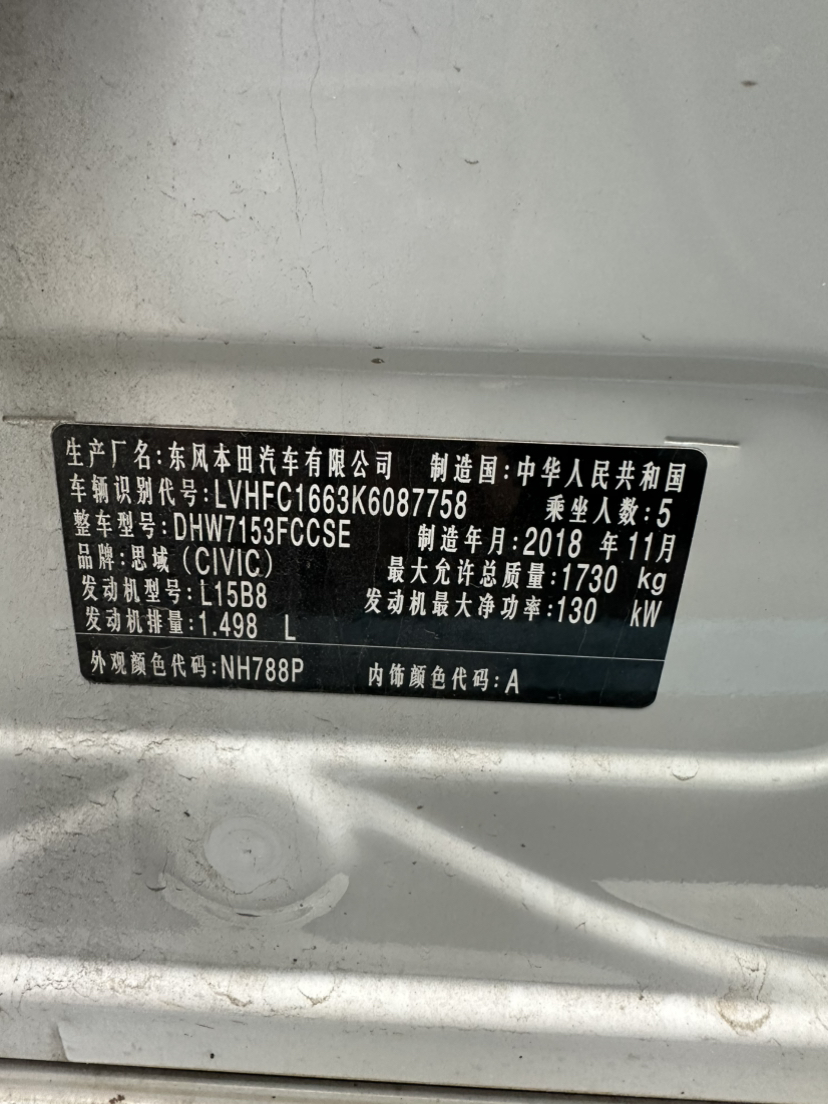 生产厂名:东风本田汽车有限公司 制造国:中华人民共和国
车辆识别代号:LVHFC1663K6087758 乘坐人数:5
整车型号:DHW7153FCCSE 制造年月:2018 年11月
品牌:思域(CIVIC) 最大允许总质量:1730 kg
发动机型号:L15B8 发动机最大净功率:130 kW
发动机排量:1.498 L
外观颜色代码:NH788P 内饰颜色代码:A